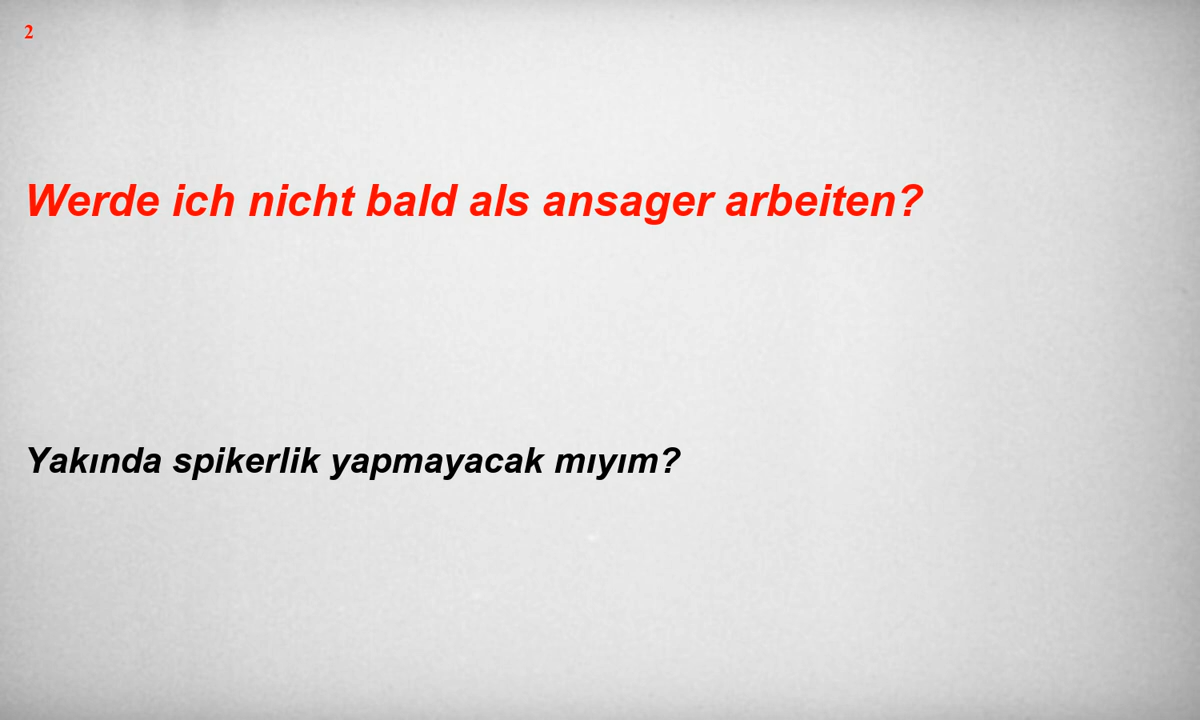 2
Werde ich nicht bald als ansager arbeiten?
Yakında spikerlik yapmayacak mıyım?